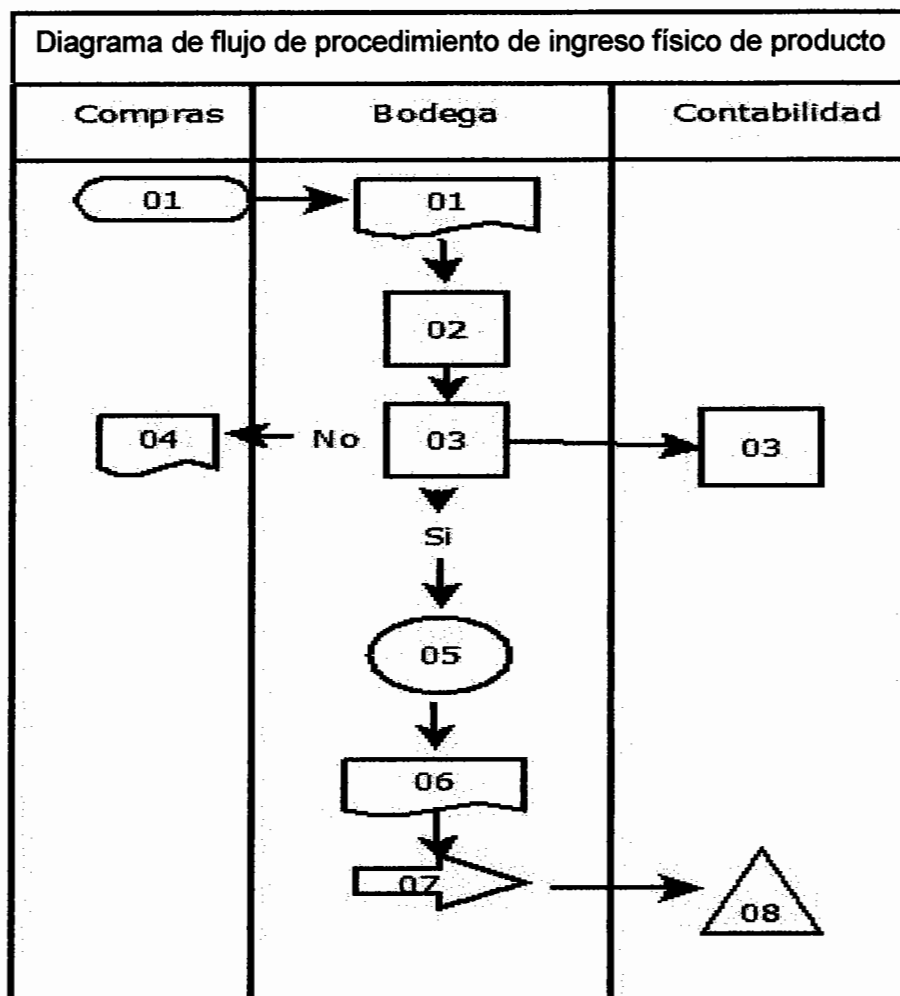 Diagrama de flujo de procedimiento de ingreso físico de producto
Compras Bodega Contabilidad
01 01
02
04 No 03 03
Si
05
06
07
08